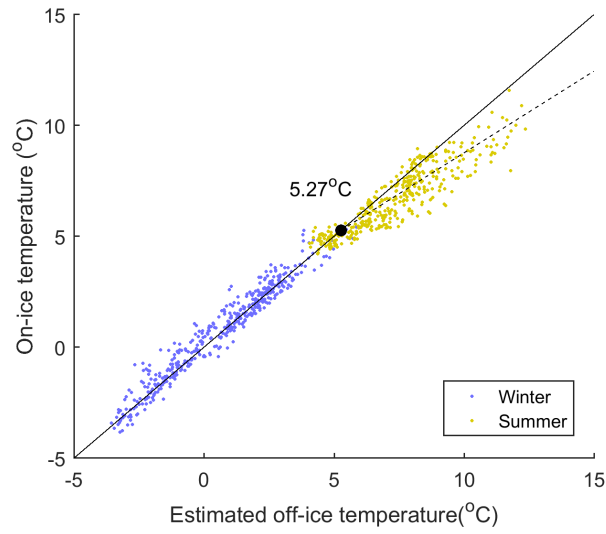 15
10
5
0
-5
-5
0
5
10
15
On-ice temperature (°C)
5.27°C
Winter
Summer
Estimated off-ice temperature(°C)